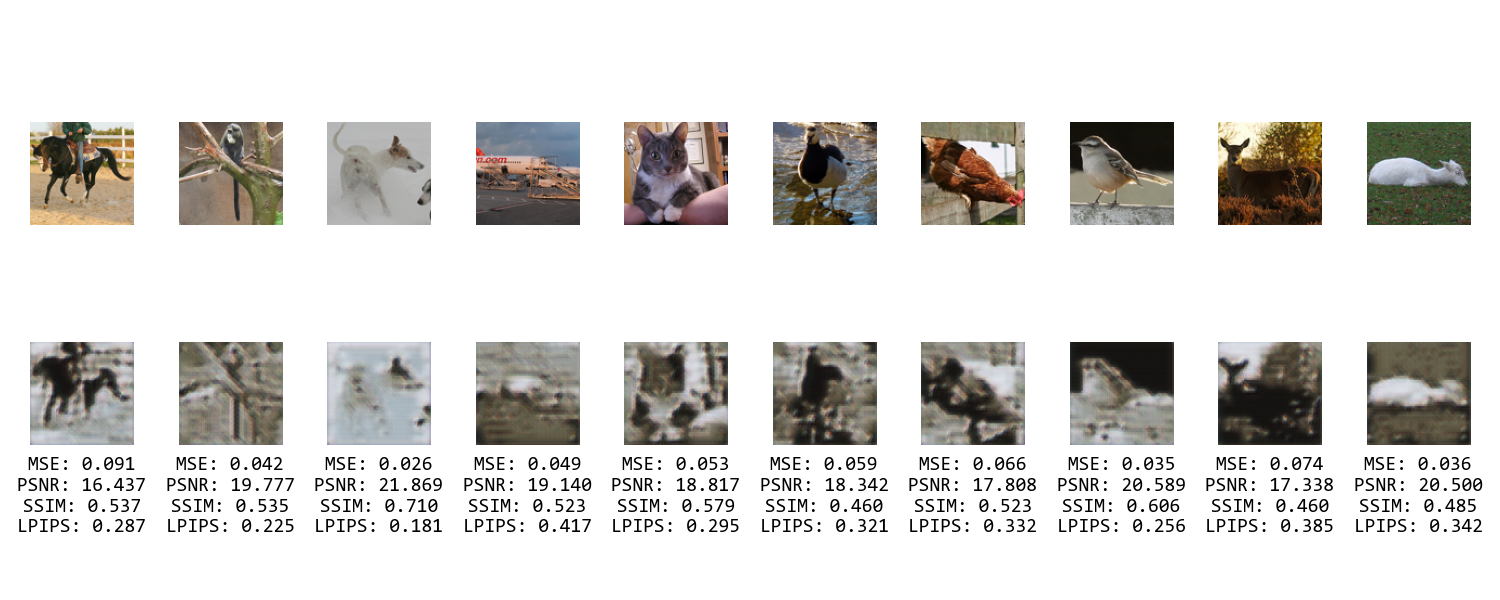 a.com
MSE: 0.091 MSE: 0.042 MSE: 0.026 MSE: 0.049 MSE: 0.053 MSE: 0.059 MSE: 0.066 MSE: 0.035 MSE: 0.074 MSE: 0.036
PSNR: 16.437 PSNR: 19.777 PSNR: 21.869 PSNR: 19.140 PSNR: 18.817 PSNR: 18.342 PSNR: 17.808 PSNR: 20.589 PSNR: 17.338 PSNR: 20.500
SSIM: 0.537 SSIM: 0.535 SSIM: 0.710 SSIM: 0.523 SSIM: 0.579 SSIM: 0.460 SSIM: 0.523 SSIM: 0.606 SSIM: 0.460 SSIM: 0.485
LPIPS: 0.287 LPIPS: 0.225 LPIPS: 0.181 LPIPS: 0.417 LPIPS: 0.295 LPIPS: 0.321 LPIPS: 0.332 LPIPS: 0.256 LPIPS: 0.385 LPIPS: 0.342